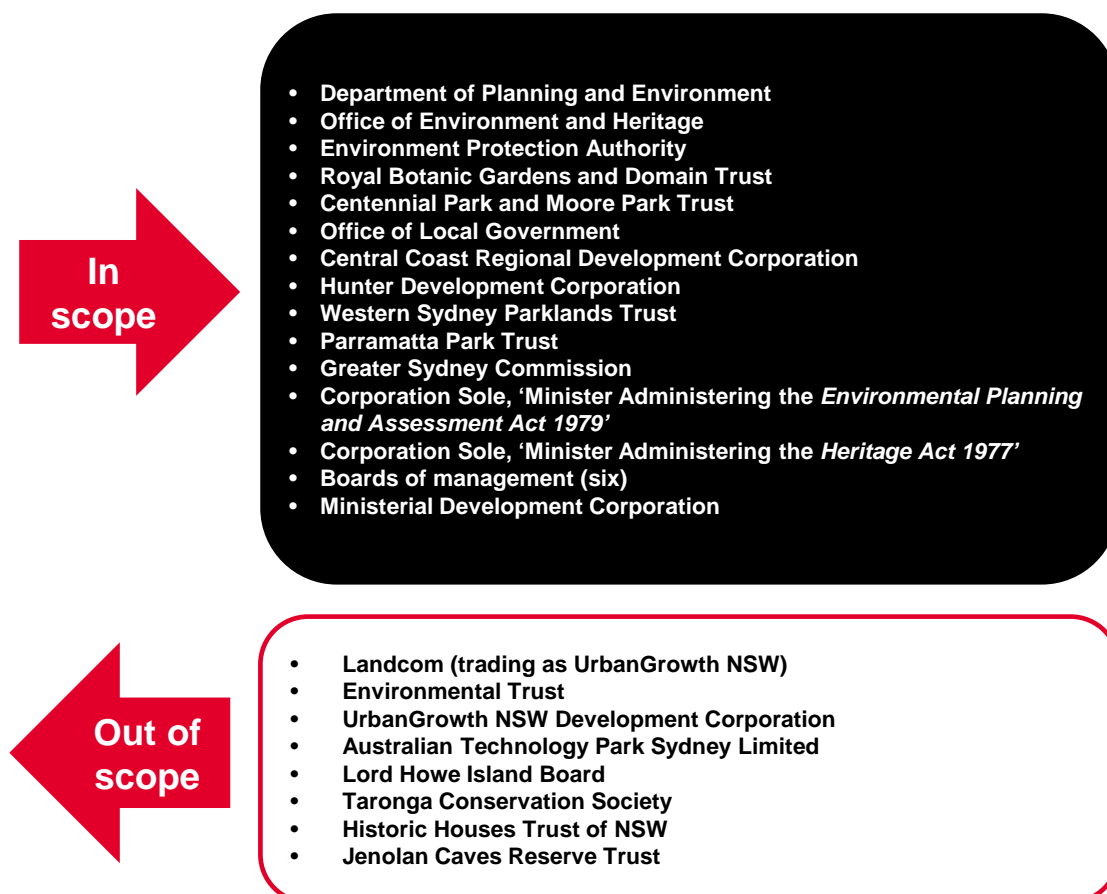 In
scope
• Department of Planning and Environment
• Office of Environment and Heritage
• Environment Protection Authority
• Royal Botanic Gardens and Domain Trust
• Centennial Park and Moore Park Trust
• Office of Local Government
• Central Coast Regional Development Corporation
• Hunter Development Corporation
• Western Sydney Parklands Trust
• Parramatta Park Trust
• Greater Sydney Commission
• Corporation Sole, ‘Minister Administering the Environmental Planning
and Assessment Act 1979’
• Corporation Sole, ‘Minister Administering the Heritage Act 1977’
• Boards of management (six)
• Ministerial Development Corporation
Out of
scope
• Landcom (trading as UrbanGrowth NSW)
• Environmental Trust
• UrbanGrowth NSW Development Corporation
• Australian Technology Park Sydney Limited
• Lord Howe Island Board
• Taronga Conservation Society
• Historic Houses Trust of NSW
• Jenolan Caves Reserve Trust